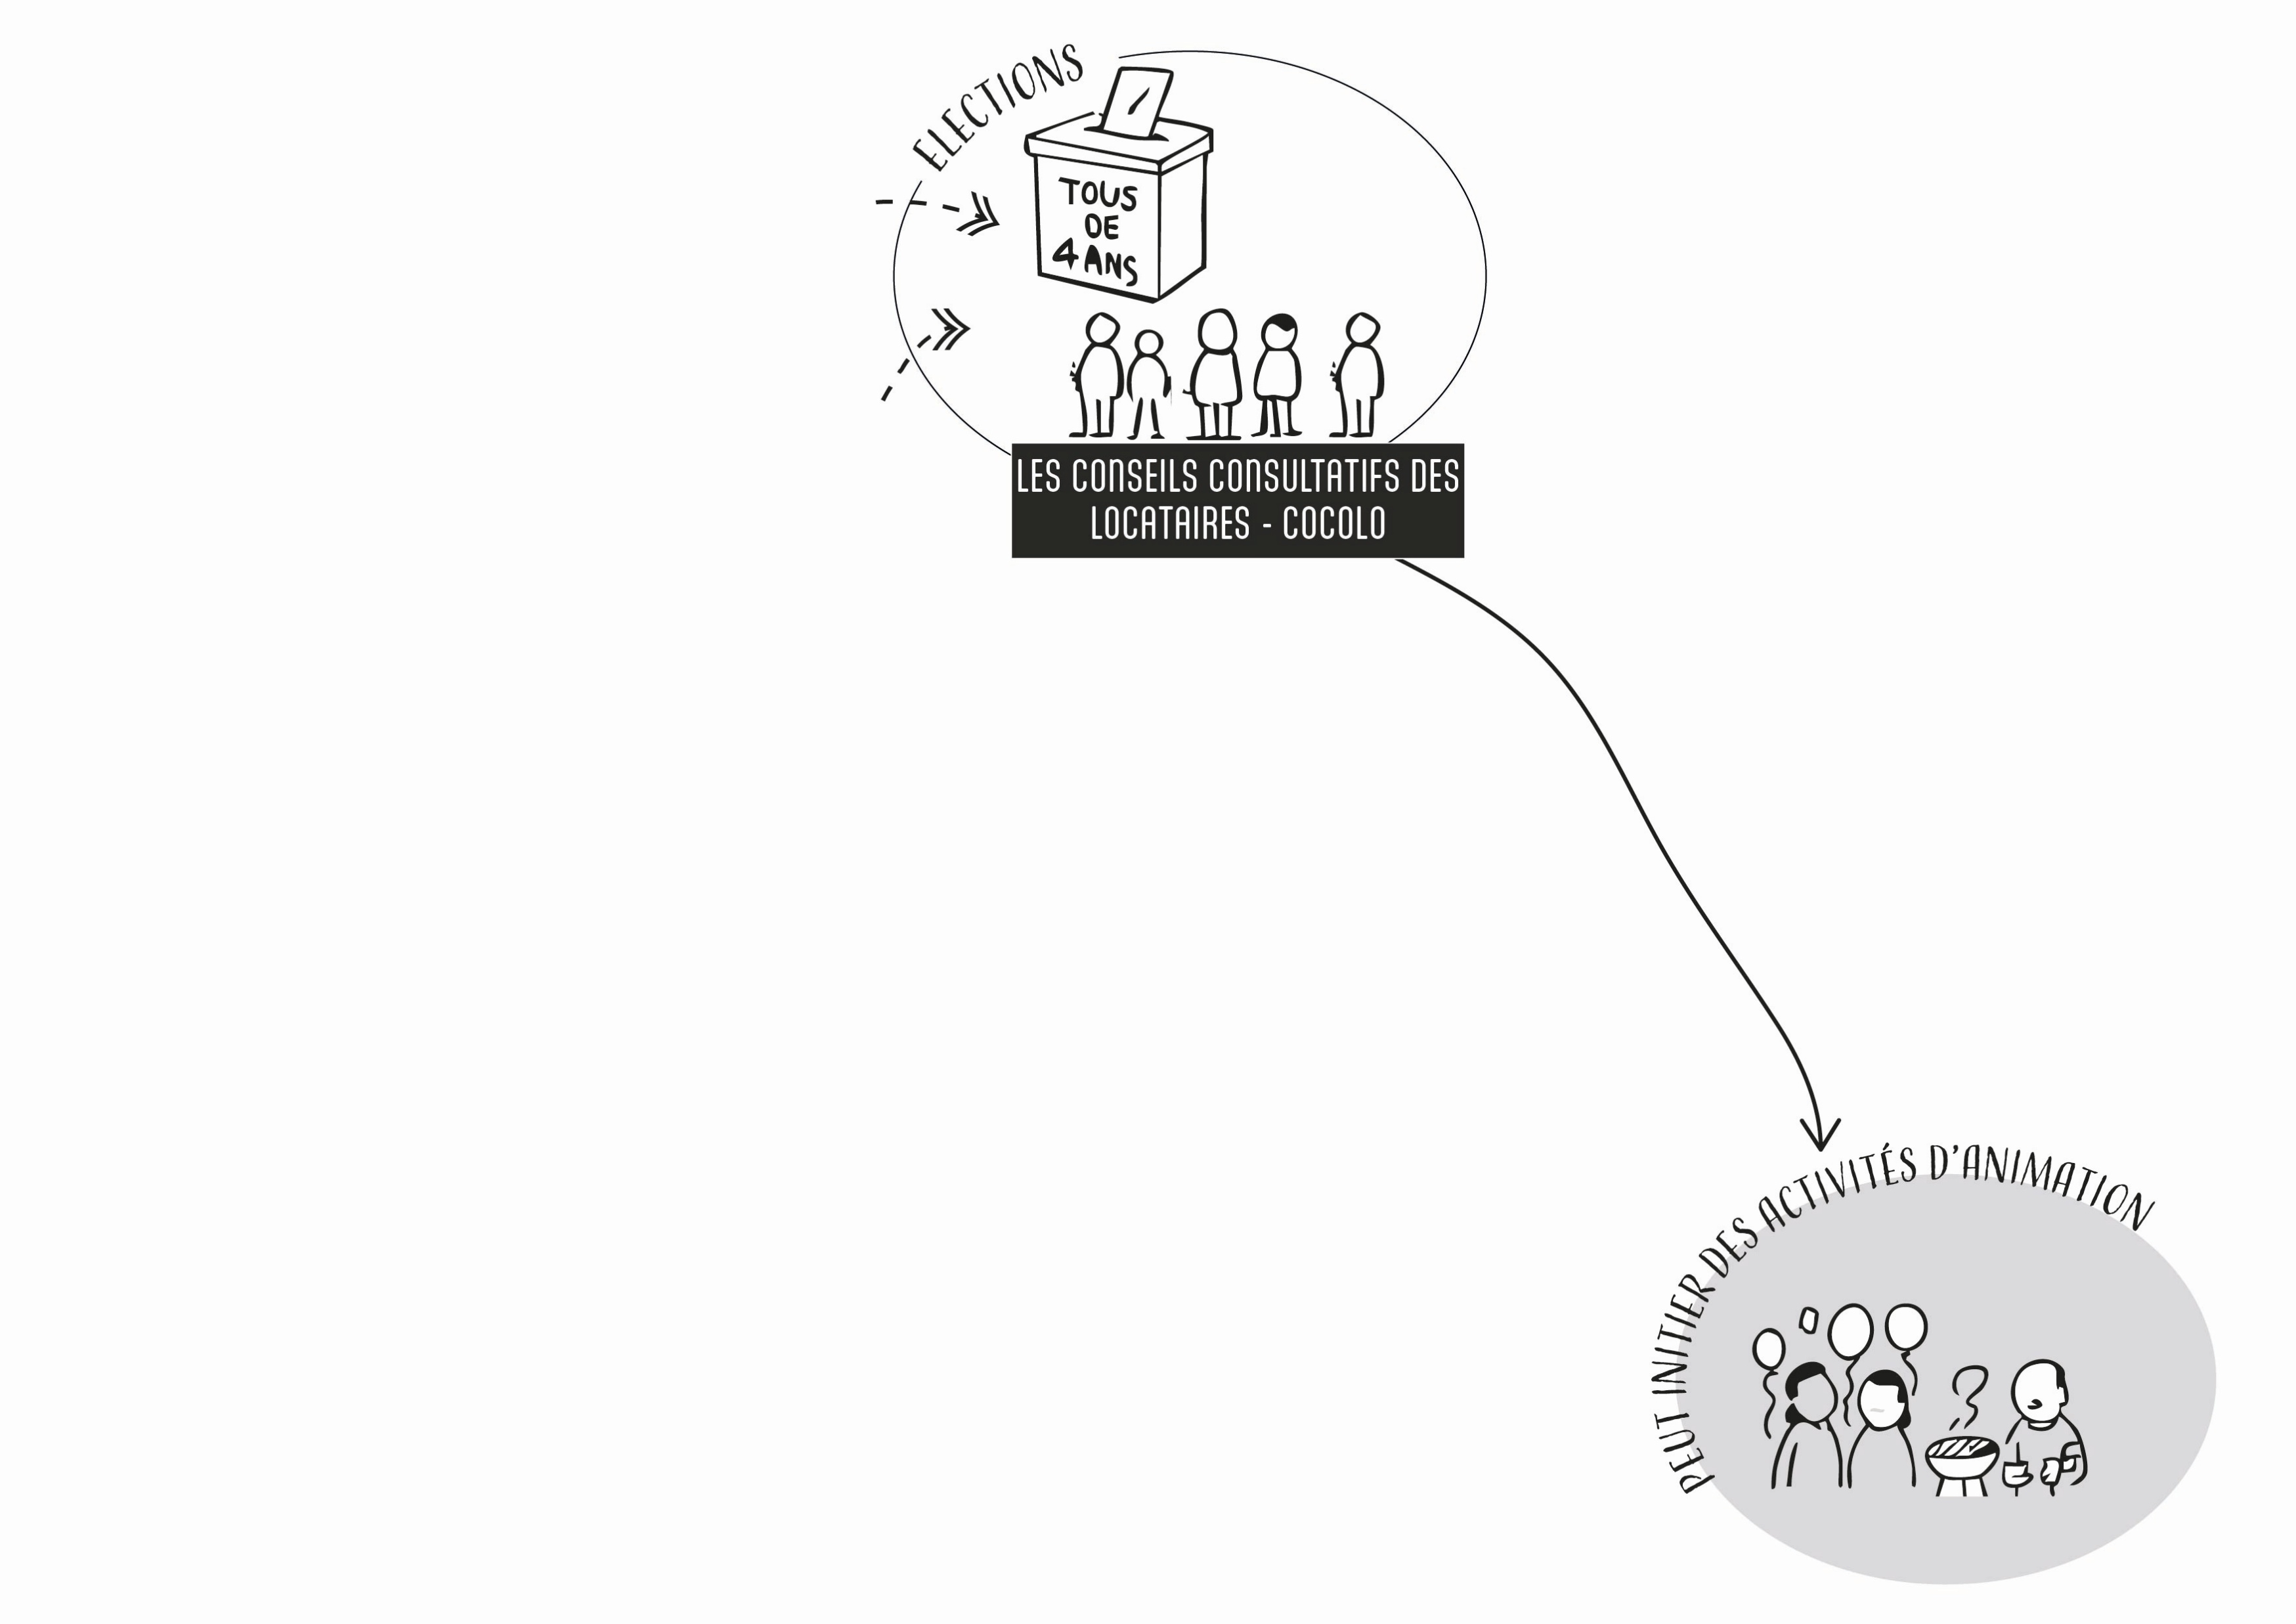 ELECTIONS
TOUS
DE
4 ANS
LES CONSEILS CONSULTATIFS DES
LOCATAIRES - COCOLO
PEUT INITIER DES ACTIVITÉS D'ANIMATION